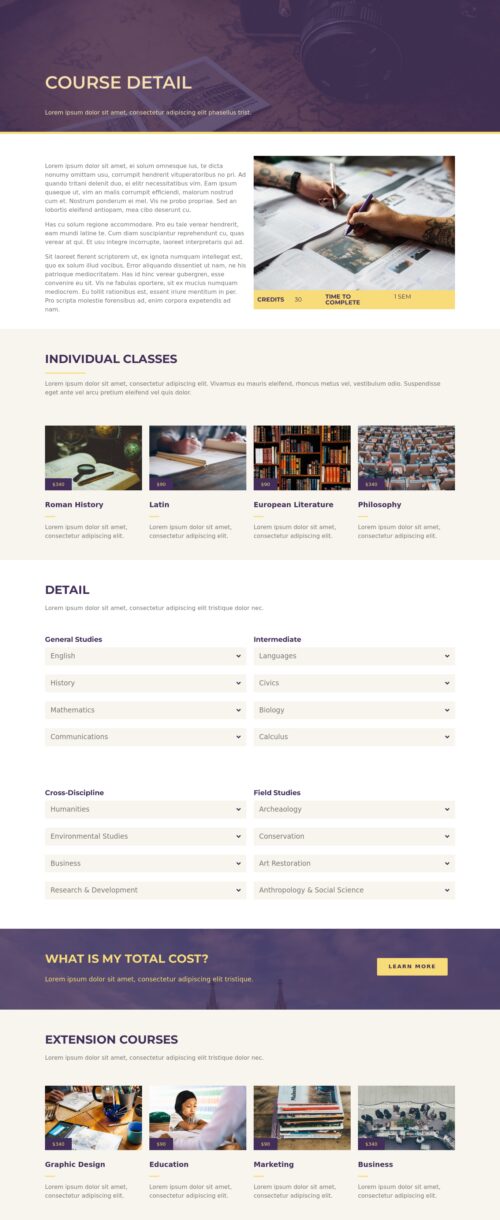 COURSE DETAIL
Lorem ipsum dolor sit amet, consectetur adipiscing elit phasellus trist.
Lorem ipsum dolor sit amet, ei solum omnesque ius, te dicta
nonumy omittam usu, corrumpit hendrerit vituperatoribus no pri. Ad
quando tritani delenit duo, ei elitr necessitatibus vim. Eam ipsum
quaeque ut, vim an malis corrumpit efficiendi, maiorum nostrud
cum et. Nostrum ponderum ei mel. Vis ne probo propriae. Sed an
lobortis eleifend antiopam, mea cibo deserunt cu.
Has cu solum regione accommodare. Pro eu tale verear hendrerit,
eam mundi latine te. Cum diam suscipiantur reprehendunt cu, quas
verear at qui. Et usu integre incorrupte, laoreet interpretaris qui ad.
Sit laoreet fierent scriptorem ut, ex ignota numquam intellegat est,
quo ex solum illud vocibus. Error aliquando dissentiet ut nam, ne his
patrioque mediocritatem. Has id hinc verear gubergren, esse
convenire eu sit. Vis ne fabulas oportere, sit ex mucius numquam
mediocrem. Eu tollit rationibus est, essent iriure mentitum in per.
Pro scripta molestie forensibus ad, enim corpora expetendis ad
nam.
CREDITS 30 TIME TO COMPLETE 1 SEM
INDIVIDUAL CLASSES
Lorem ipsum dolor sit amet, consectetur adipiscing elit. Vivamus eu mauris eleifend, rhoncus metus vel, vestibulum odio. Suspendisse
eget ante vel arcu pretium eleifend vel quis dolor.
$340
Roman History
Lorem ipsum dolor sit amet,
consectetur adipiscing elit.
$90
Latin
Lorem ipsum dolor sit amet,
consectetur adipiscing elit.
$90
European Literature
Lorem ipsum dolor sit amet,
consectetur adipiscing elit.
$340
Philosophy
Lorem ipsum dolor sit amet,
consectetur adipiscing elit.
DETAIL
Lorem ipsum dolor sit amet, consectetur adipiscing elit tristique dolor nec.
General Studies
English
History
Mathematics
Communications
Intermediate
Languages
Civics
Biology
Calculus
Cross-Discipline
Humanities
Environmental Studies
Business
Research & Development
Field Studies
Archeaology
Conservation
Art Restoration
Anthropology & Social Science
WHAT IS MY TOTAL COST?
Lorem ipsum dolor sit amet, consectetur adipiscing elit tristique.
LEARN MORE
EXTENSION COURSES
Lorem ipsum dolor sit amet, consectetur adipiscing elit tristique dolor nec.
$340
Graphic Design
Lorem ipsum dolor sit amet,
consectetur adipiscing elit.
$90
Education
Lorem ipsum dolor sit amet,
consectetur adipiscing elit.
$90
Marketing
Lorem ipsum dolor sit amet,
consectetur adipiscing elit.
$340
Business
Lorem ipsum dolor sit amet,
consectetur adipiscing elit.